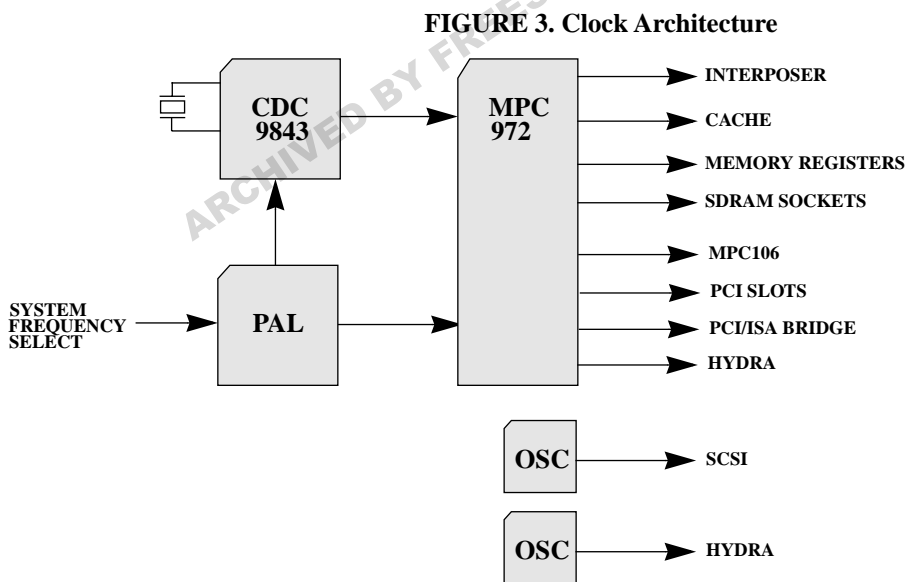 FIGURE 3. Clock Architecture
ARCHIVED BY FREES
CDC
9843
MPC
972
INTERPOSER
CACHE
MEMORY REGISTERS
SDRAM SOCKETS
MPC106
PCI SLOTS
PCI/ISA BRIDGE
HYDRA
SYSTEM
FREQUENCY
SELECT
PAL
OSC
SCSI
OSC
HYDRA